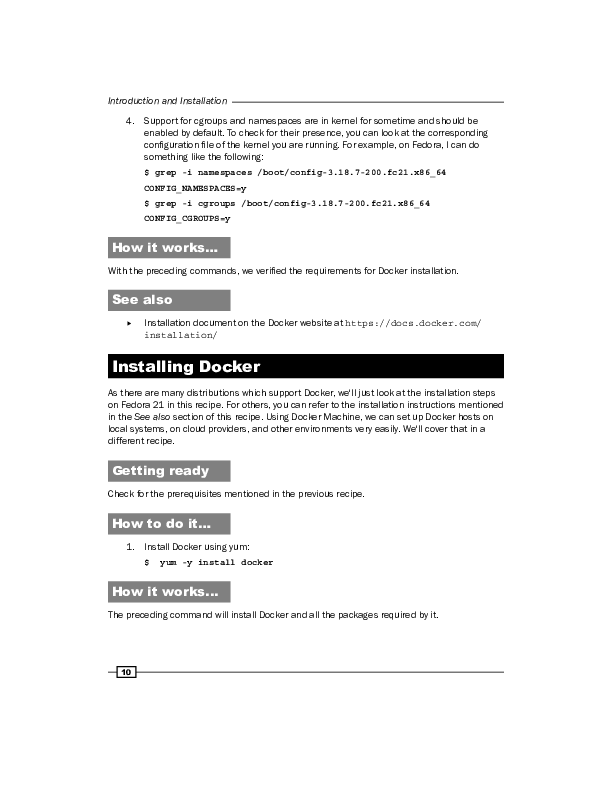 Introduction and Installation
4. Support for cgroups and namespaces are in kernel for sometime and should be
enabled by default. To check for their presence, you can look at the corresponding
configuration file of the kernel you are running. For example, on Fedora, I can do
something like the following:
$ grep -i namespaces /boot/config-3.18.7-200.fc21.x86_64
CONFIG_NAMESPACES=y
$ grep -i cgroups /boot/config-3.18.7-200.fc21.x86_64
CONFIG_CGROUPS=y
How it works...
With the preceding commands, we verified the requirements for Docker installation.
See also
▸ Installation document on the Docker website at https://docs.docker.com/
installation/
Installing Docker
As there are many distributions which support Docker, we'll just look at the installation steps
on Fedora 21 in this recipe. For others, you can refer to the installation instructions mentioned
in the See also section of this recipe. Using Docker Machine, we can set up Docker hosts on
local systems, on cloud providers, and other environments very easily. We'll cover that in a
different recipe.
Getting ready
Check for the prerequisites mentioned in the previous recipe.
How to do it...
1. Install Docker using yum:
$  yum -y install docker
How it works...
The preceding command will install Docker and all the packages required by it.
10